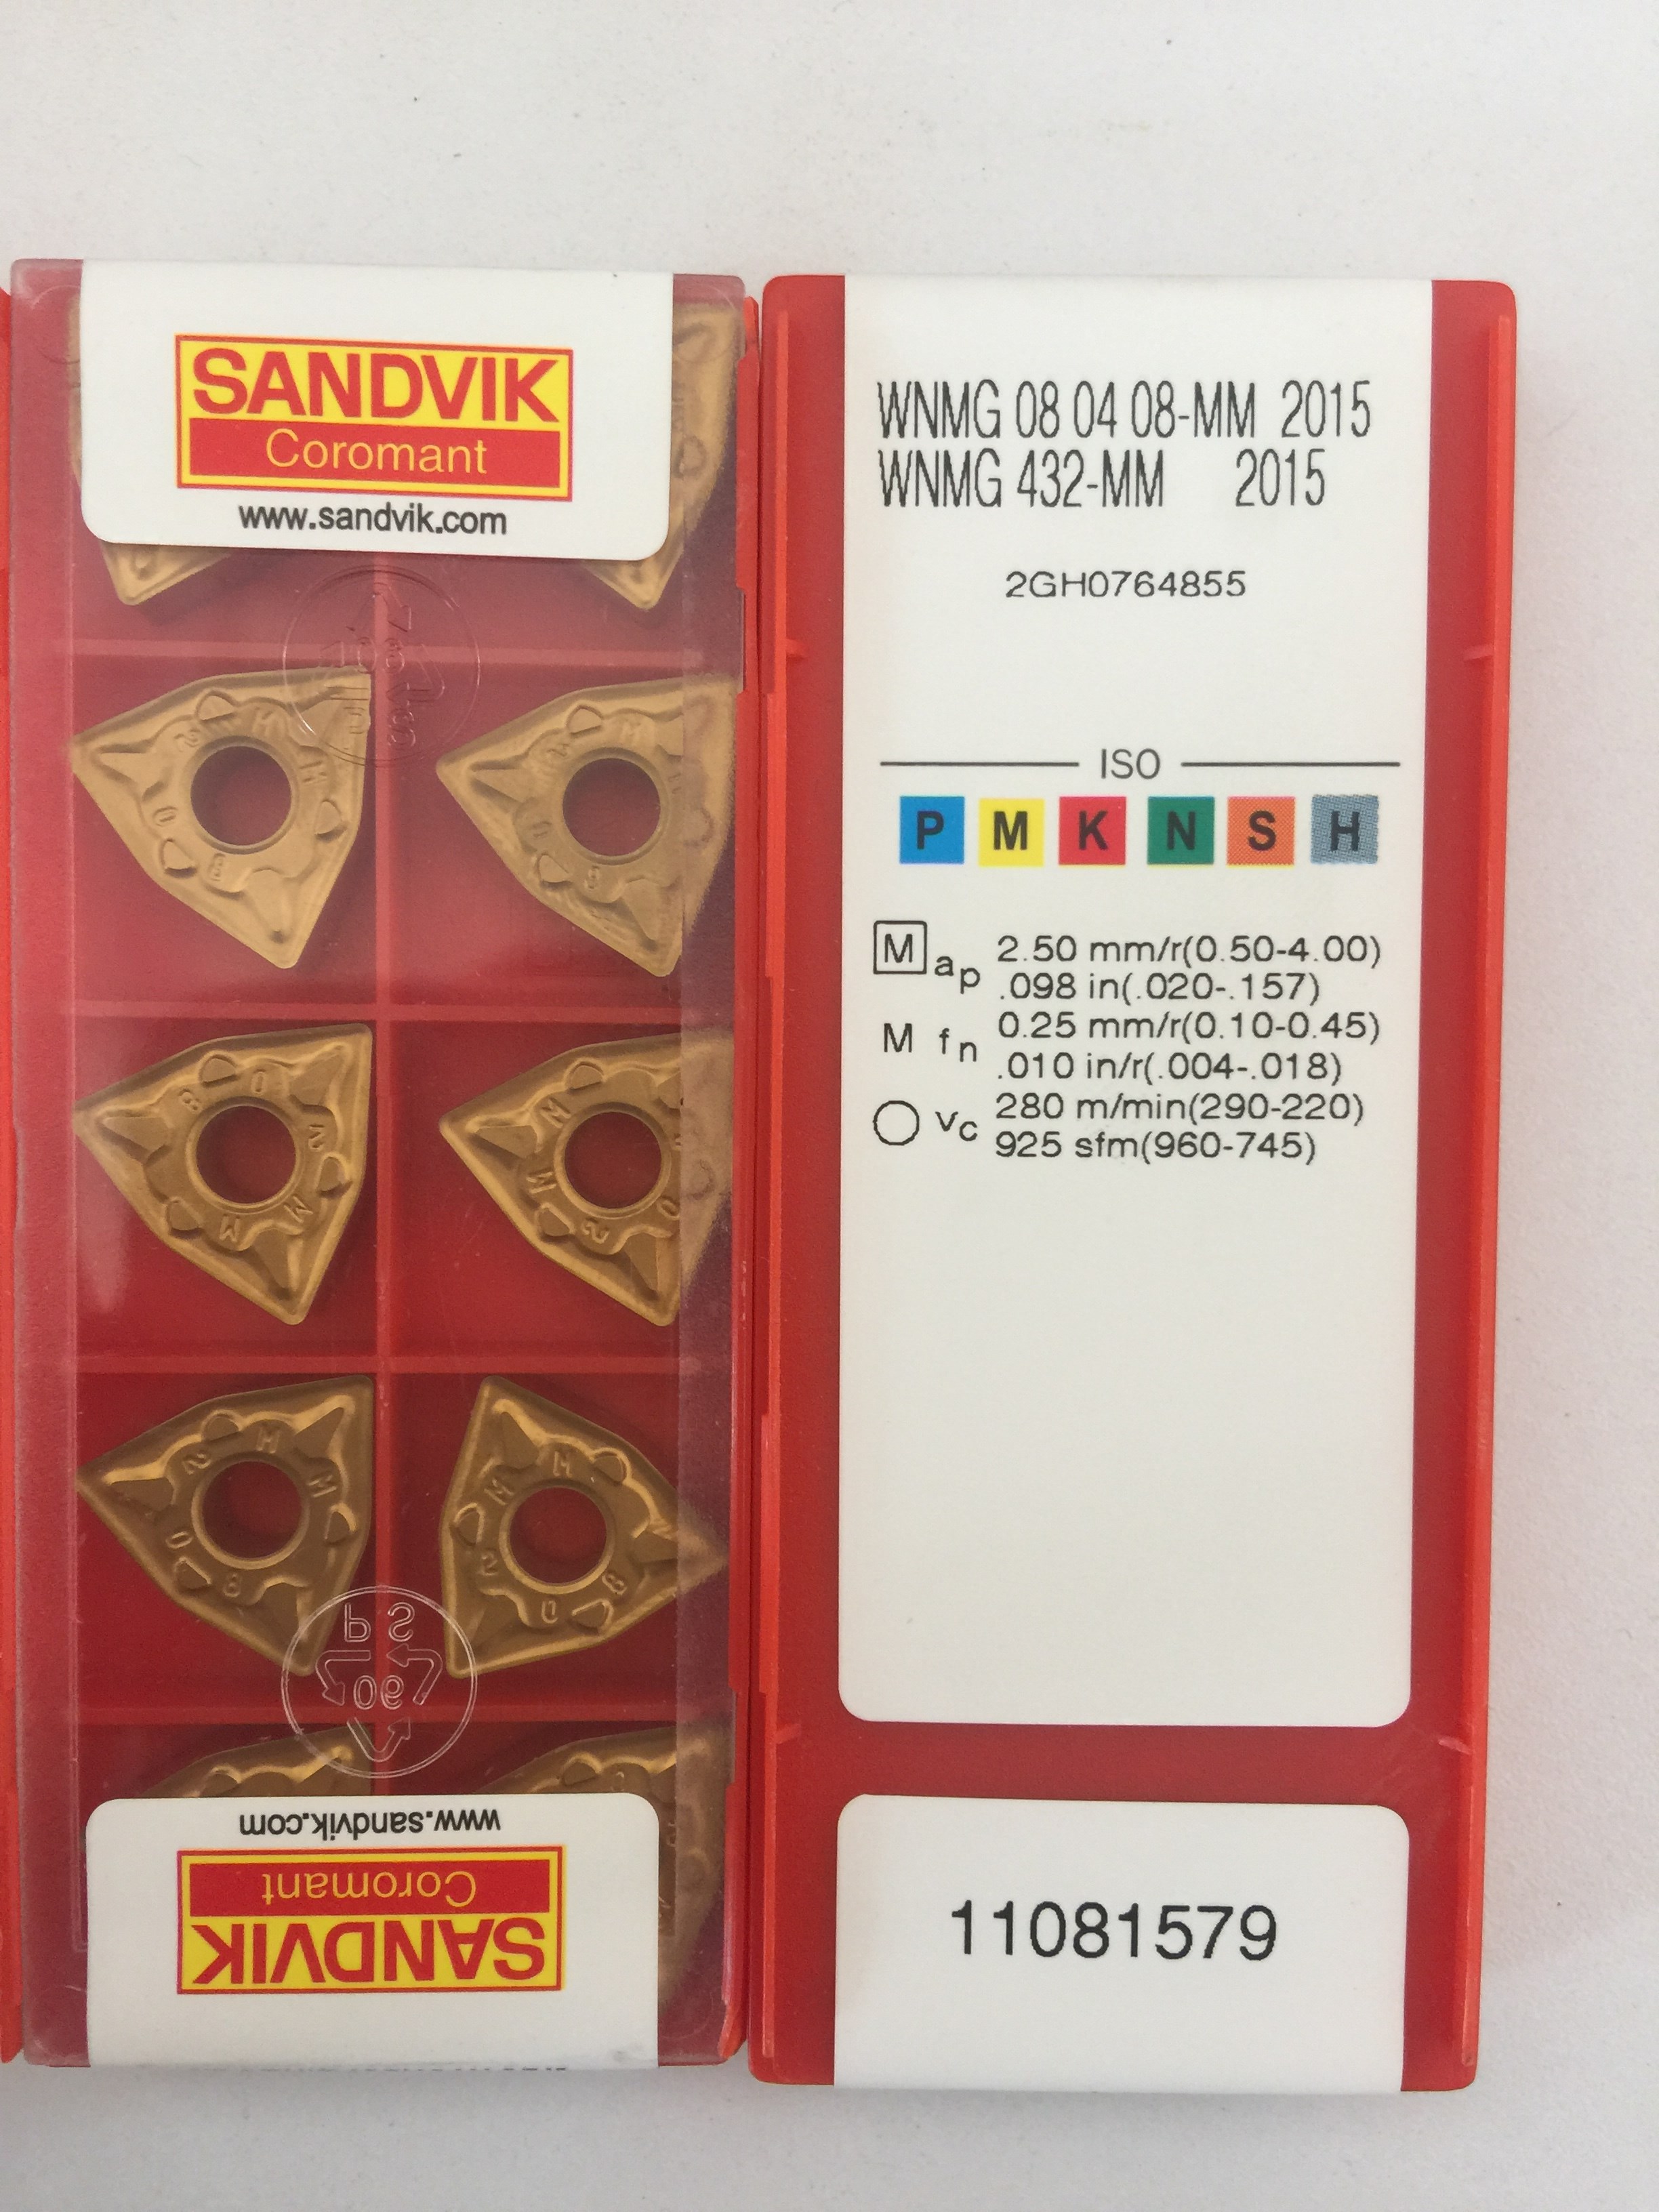 SANDVIK
Coromant
www.sandvik.com
PS
06
www.sandvik.com
Coromant
SANDVIK
WNMG 08 04 08-MM 2015
WNMG 432-MM 2015
2GH0764855
ISO
P M K N S H
M ap 2.50 mm/r(0.50-4.00)
.098 in(.020-.157)
M fn 0.25 mm/r(0.10-0.45)
.010 in/r(.004-.018)
vc 280 m/min(290-220)
925 sfm(960-745)
11081579